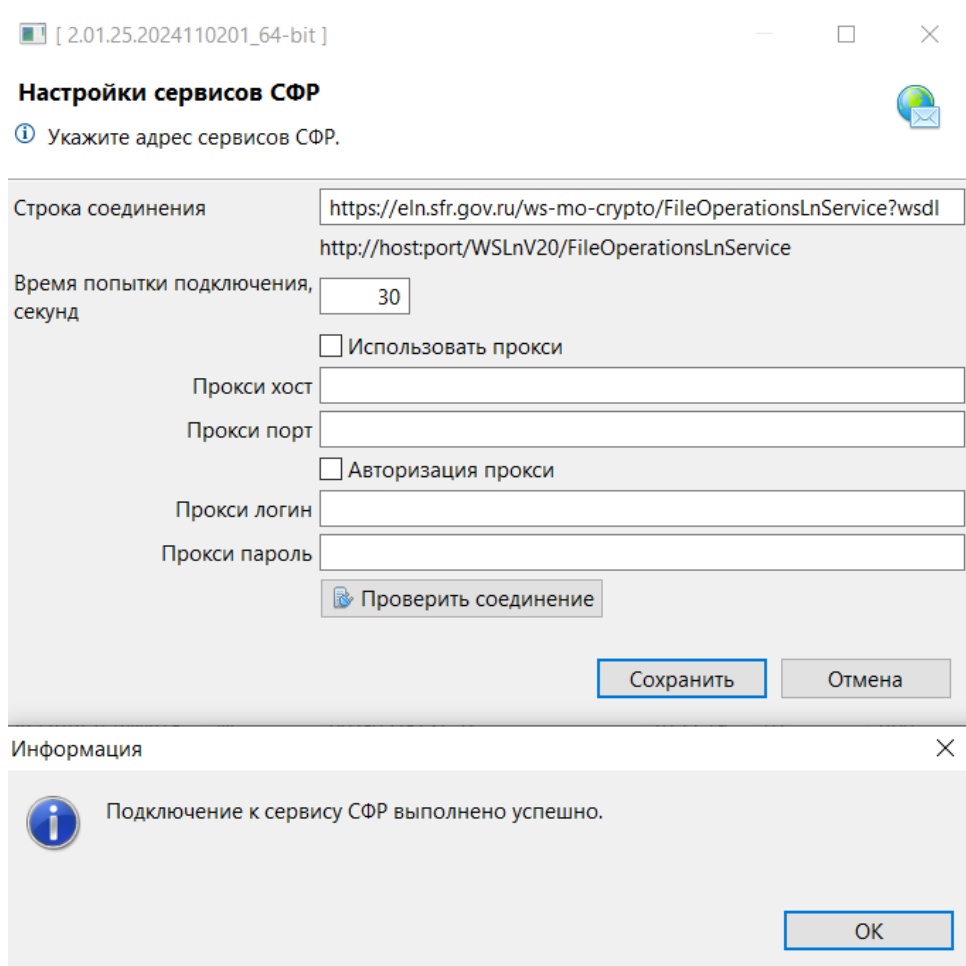 [ 2.01.25.2024110201_64-bit ]
Настройки сервисов СФР
Укажите адрес сервисов СФР.
Строка соединения
https://eln.sfr.gov.ru/ws-mo-crypto/FileOperationsLnService?wsdl
http://host:port/WSLnV20/FileOperationsLnService
Время попытки подключения,
секунд
30
Использовать прокси
Прокси хост
Прокси порт
Авторизация прокси
Прокси логин
Прокси пароль
Проверить соединение
Сохранить
Отмена
Информация
Подключение к сервису СФР выполнено успешно.
ОК